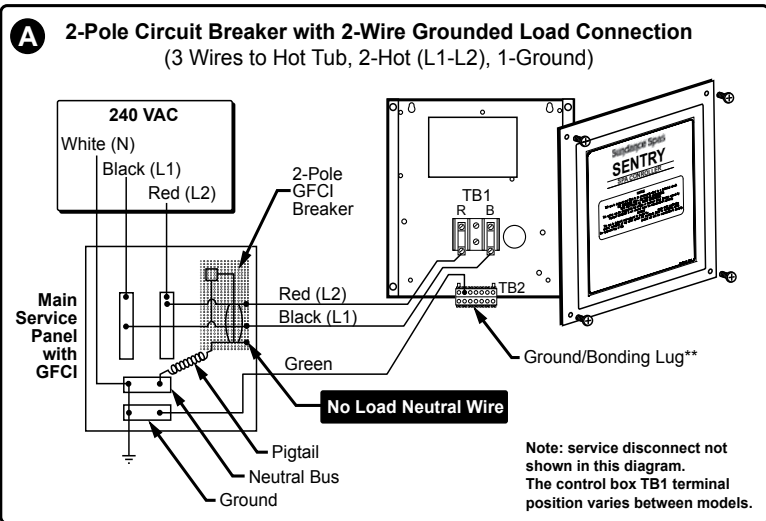 A 2-Pole Circuit Breaker with 2-Wire Grounded Load Connection
(3 Wires to Hot Tub, 2-Hot (L1-L2), 1-Ground)
240 VAC
White (N)
Black (L1)
Red (L2)
2-Pole
GFCI
Breaker
Main
Service
Panel
with
GFCI
Red (L2)
Black (L1)
Green
No Load Neutral Wire
Pigtail
Neutral Bus
Ground
TB1
R B
TB2
Ground/Bonding Lug**
Sundance Spas
SENTRY
SPA CONTROLLER
Note: service disconnect not
shown in this diagram.
The control box TB1 terminal
position varies between models.